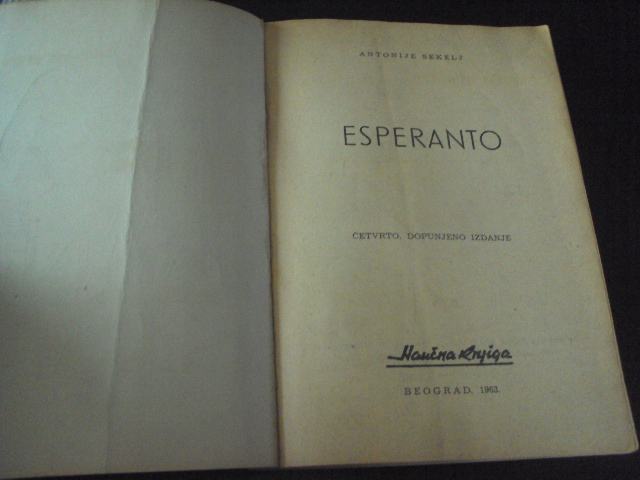 ANTONIJE SEKELJ
ESPERANTO
ČETVRTO, DOPUNJENO IZDANJE
Naučna Knjiga
BEOGRAD, 1963.